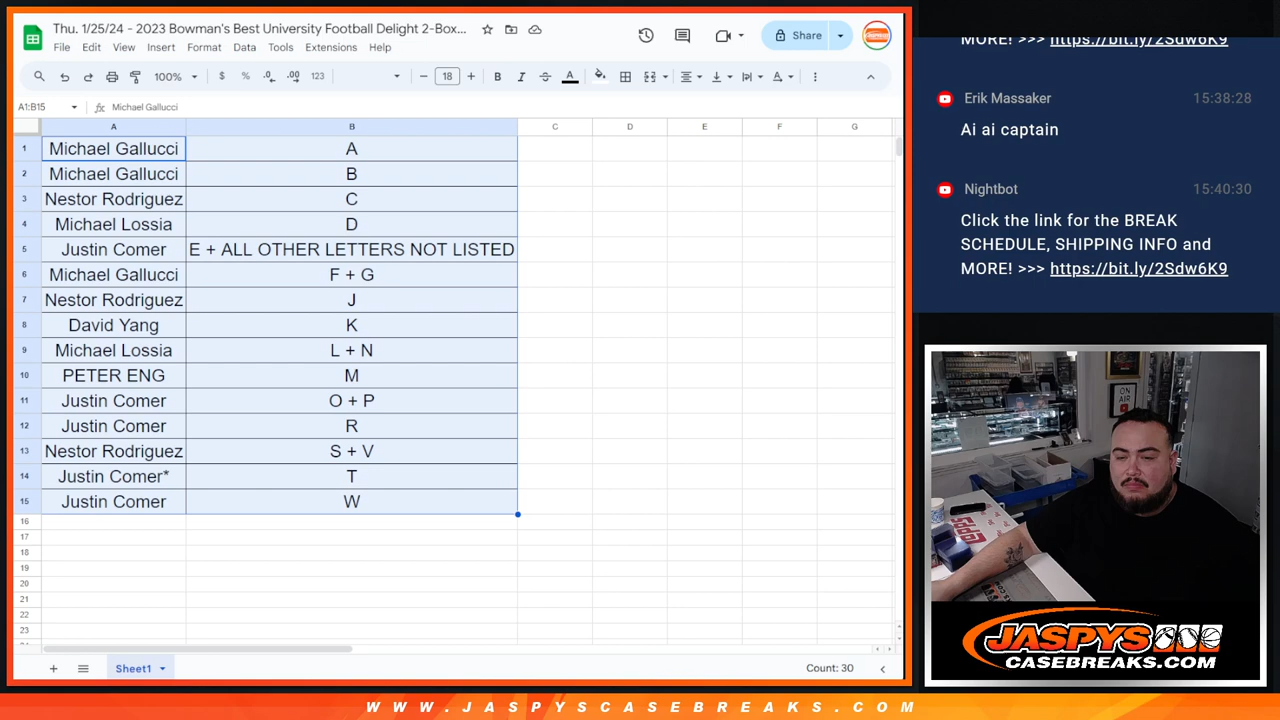 Thu. 1/25/24 - 2023 Bowman's Best University Football Delight 2-Box...
File Edit View Insert Format Data Tools Extensions Help
Share
100% $ % .0 .00 123 18 B I A
A1:B15 fx Michael Gallucci
A B C D E F G
1 Michael Gallucci A
2 Michael Gallucci B
3 Nestor Rodriguez C
4 Michael Lossia D
5 Justin Comer E + ALL OTHER LETTERS NOT LISTED
6 Michael Gallucci F + G
7 Nestor Rodriguez J
8 David Yang K
9 Michael Lossia L + N
10 PETER ENG M
11 Justin Comer O + P
12 Justin Comer R
13 Nestor Rodriguez S + V
14 Justin Comer* T
15 Justin Comer W
16
17
18
19
20
21
22
23
Sheet1
Count: 30
MORE! >>> https://bit.ly/2Sdw6K9
Erik Massaker 15:38:28
Ai ai captain
Nightbot 15:40:30
Click the link for the BREAK
SCHEDULE, SHIPPING INFO and
MORE! >>> https://bit.ly/2Sdw6K9
ON
AIR
JASPYS
CASEBREAKS.COM
WWW.JASPYSCASEBREAKS.COM